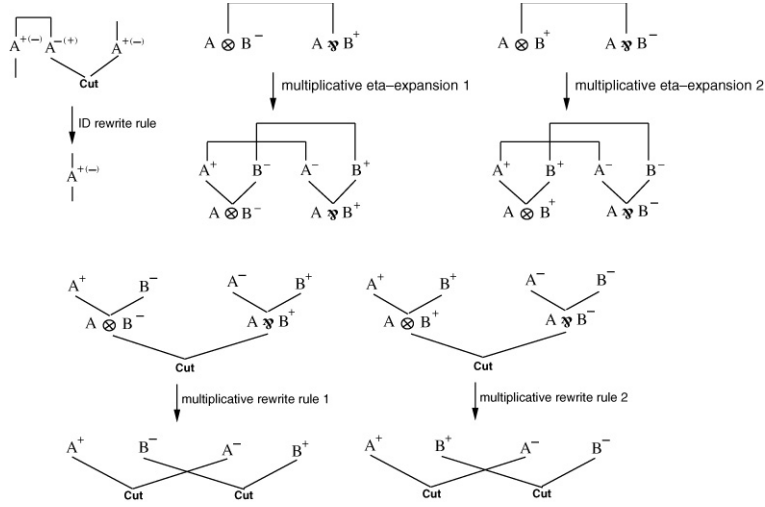 A ⊗ B⁻ A ⅋ B⁺ A ⊗ B⁺ A ⅋ B⁻
A⁺⁽⁻⁾ A⁻⁽⁺⁾ A⁺⁽⁻⁾
Cut
multiplicative eta–expansion 1 multiplicative eta–expansion 2
ID rewrite rule
A⁺⁽⁻⁾
A⁺ B⁻ A⁻ B⁺ A⁺ B⁺ A⁻ B⁻
A ⊗ B⁻ A ⅋ B⁺ A ⊗ B⁺ A ⅋ B⁻
A⁺ B⁻ A⁻ B⁺ A⁺ B⁺ A⁻ B⁻
A ⊗ B⁻ A ⅋ B⁺ A ⊗ B⁺ A ⅋ B⁻
Cut Cut
multiplicative rewrite rule 1 multiplicative rewrite rule 2
A⁺ B⁻ A⁻ B⁺ A⁺ B⁺ A⁻ B⁻
Cut Cut Cut Cut